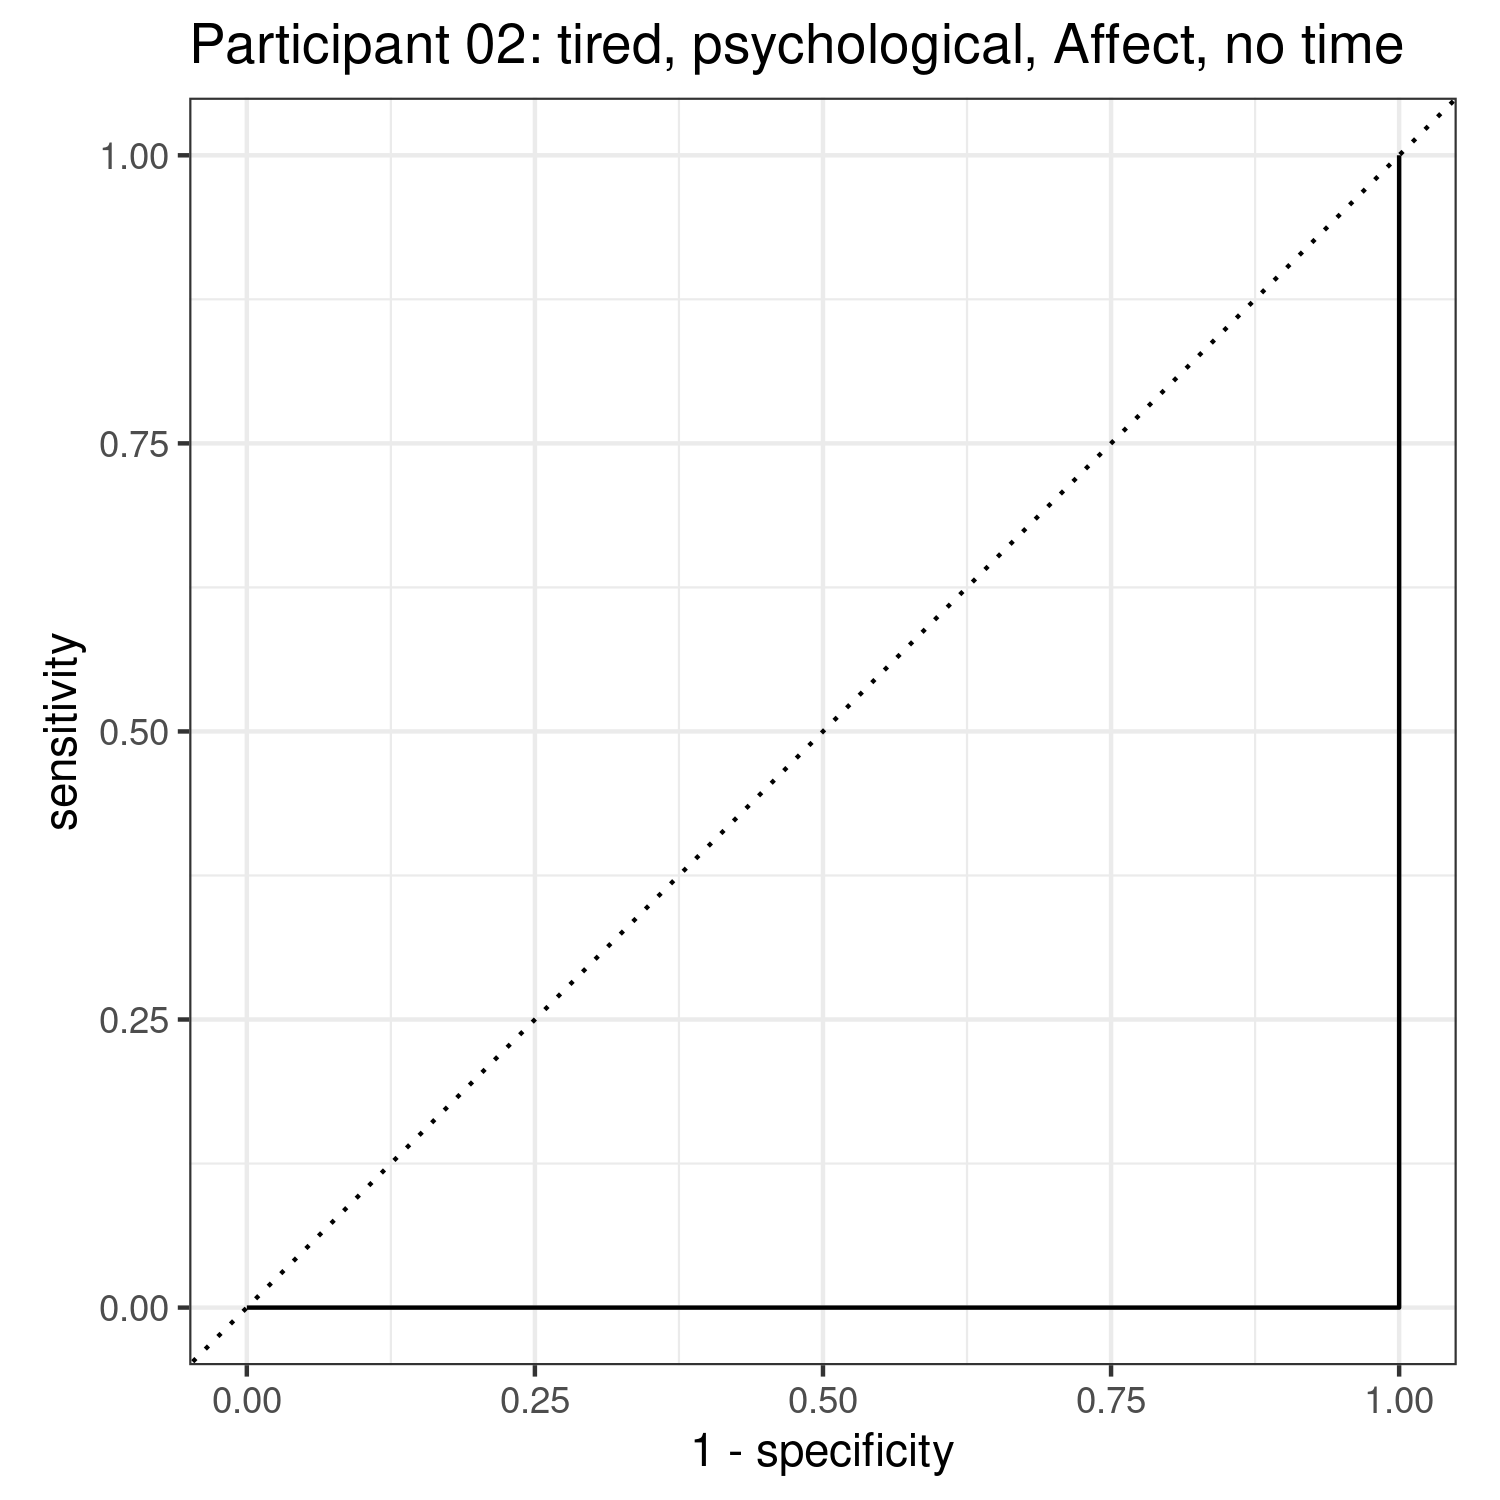 Participant 02: tired, psychological, Affect, no time
1.00
0.75
0.50
0.25
0.00
sensitivity
0.00 0.25 0.50 0.75 1.00
1 - specificity